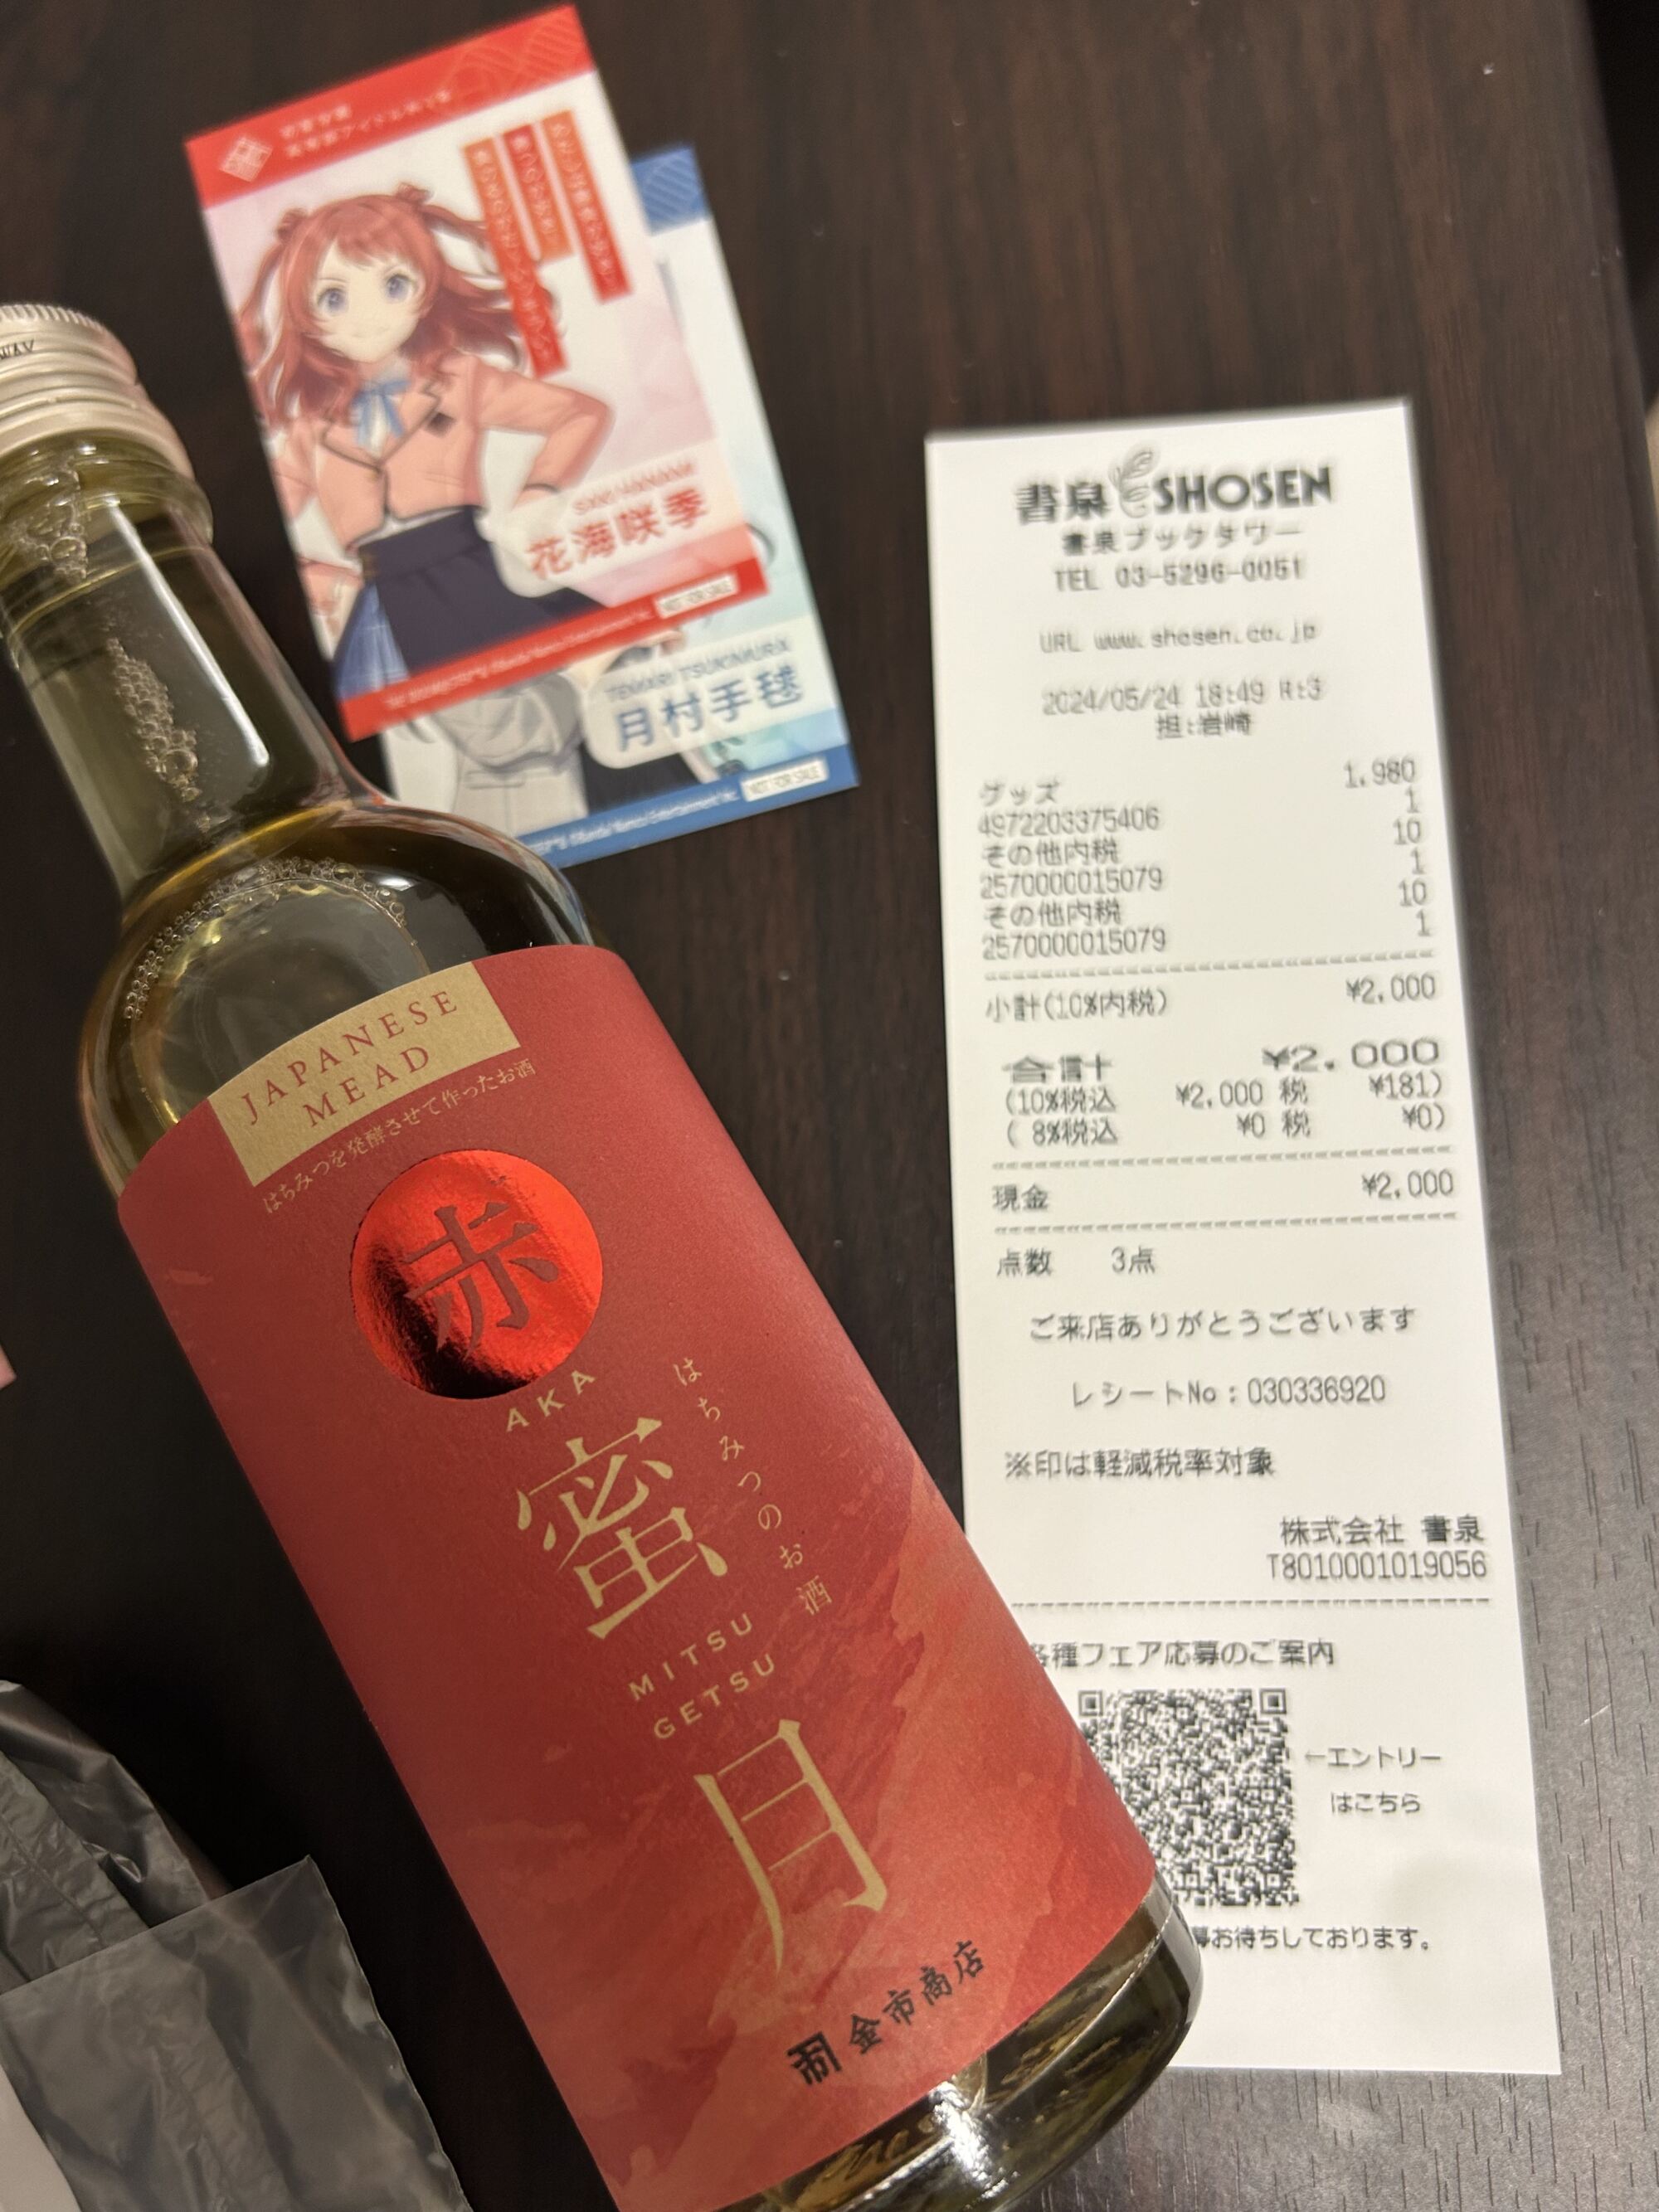 花海咲季
NOT FOR SALE
TEMARI TSUKIMURA
月村手毬
NOT FOR SALE
JAPANESE
MEAD
はちみつを発酵させて作ったお酒
赤
AKA
はちみつのお酒
蜜
MITSU
GETSU
月
金市商店
書泉 SHOSEN
書泉ブックタワー
TEL 03-5296-0051
URL www.shosen.co.jp
2024/05/24 18:49 R:3
担:岩崎
グッズ 1,980
4972203375406 1
その他内税 10
2570000015079 1
その他内税 10
2570000015079 1
小計(10%内税) ¥2,000
合計 ¥2,000
(10%税込 ¥2,000 税 ¥181)
( 8%税込 ¥0 税 ¥0)
現金 ¥2,000
点数 3点
ご来店ありがとうございます
レシートNo:030336920
※印は軽減税率対象
株式会社 書泉
T8010001019056
各種フェア応募のご案内
←エントリー
はこちら
募お待ちしております。